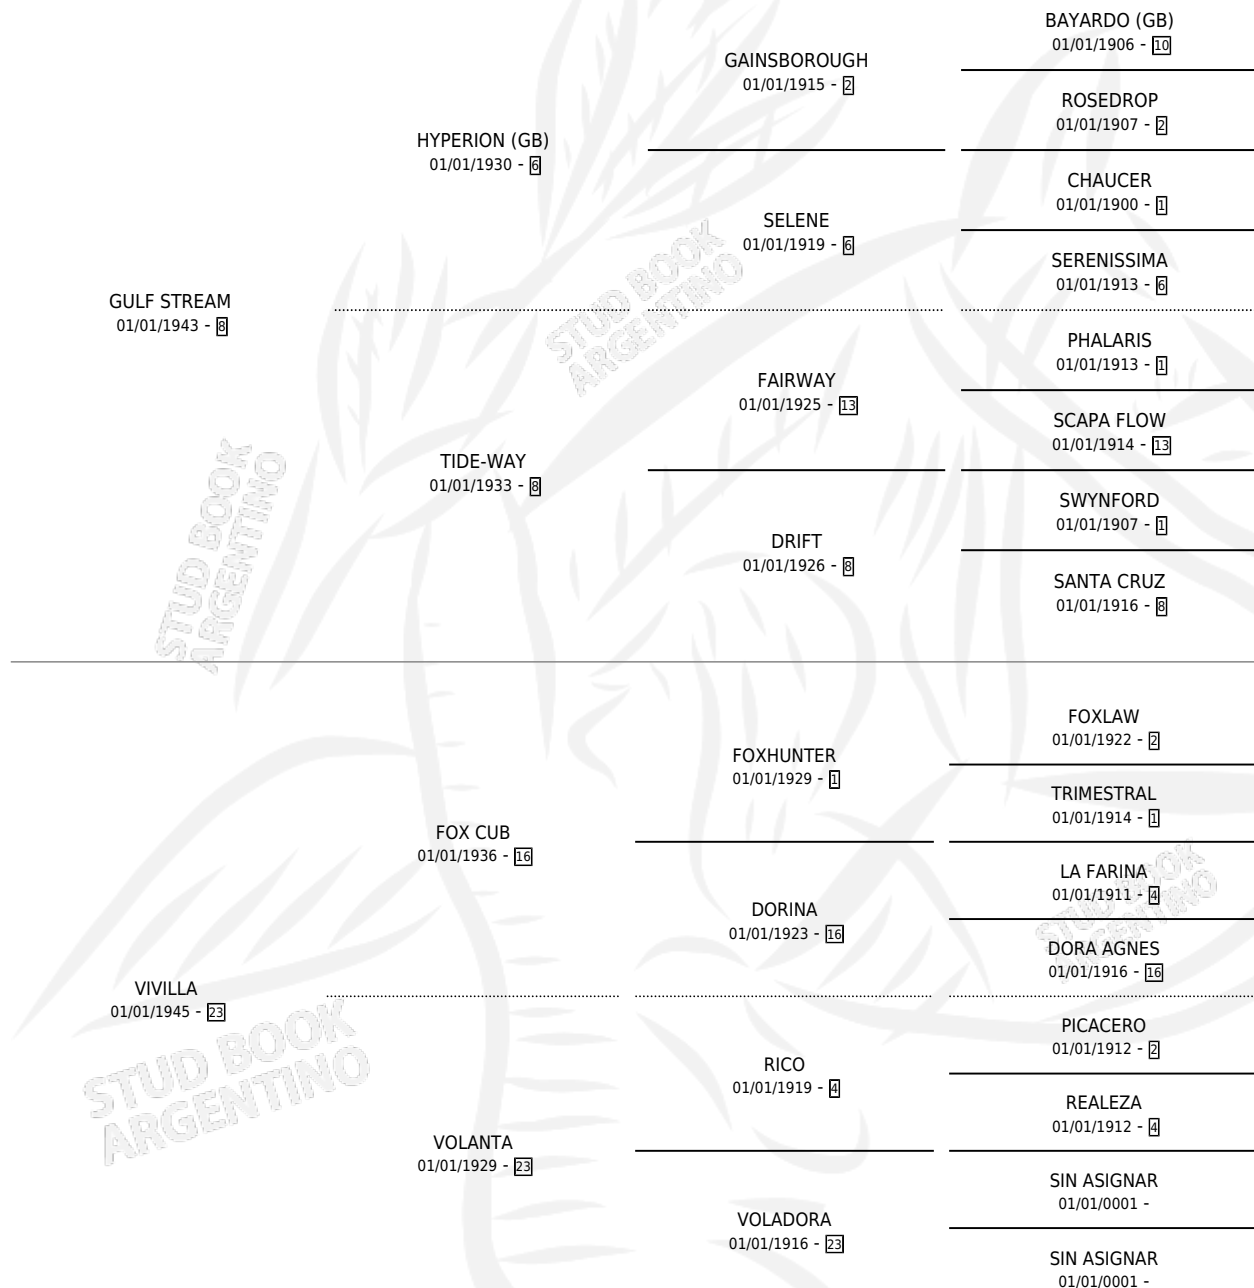 GULF STREAM
01/01/1943 - 8
HYPERION (GB)
01/01/1930 - 6
GAINSBOROUGH
01/01/1915 - 2
BAYARDO (GB)
01/01/1906 - 10
ROSEDROP
01/01/1907 - 2
SELENE
01/01/1919 - 6
CHAUCER
01/01/1900 - 1
SERENISSIMA
01/01/1913 - 6
TIDE-WAY
01/01/1933 - 8
FAIRWAY
01/01/1925 - 13
PHALARIS
01/01/1913 - 1
SCAPA FLOW
01/01/1914 - 13
DRIFT
01/01/1926 - 8
SWYNFORD
01/01/1907 - 1
SANTA CRUZ
01/01/1916 - 8
VIVILLA
01/01/1945 - 23
FOX CUB
01/01/1936 - 16
FOXHUNTER
01/01/1929 - 1
FOXLAW
01/01/1922 - 2
TRIMESTRAL
01/01/1914 - 1
DORINA
01/01/1923 - 16
LA FARINA
01/01/1911 - 4
DORA AGNES
01/01/1916 - 16
VOLANTA
01/01/1929 - 23
RICO
01/01/1919 - 4
PICACERO
01/01/1912 - 2
REALEZA
01/01/1912 - 4
VOLADORA
01/01/1916 - 23
SIN ASIGNAR
01/01/0001 -
SIN ASIGNAR
01/01/0001 -
STUD BOOK
ARGENTINO
STUD BOOK
ARGENTINO
STUD BOOK
ARGENTINO
STUD BOOK
ARGENTINO